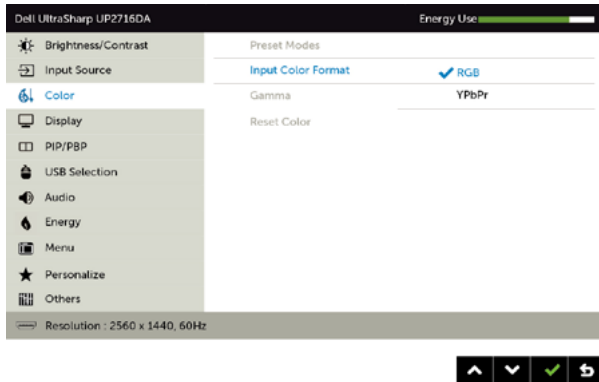 Dell UltraSharp UP2716DA Energy Use
Brightness/Contrast Preset Modes
Input Source Input Color Format RGB
Color Gamma YPbPr
Display Reset Color
PIP/PBP
USB Selection
Audio
Energy
Menu
Personalize
Others
Resolution : 2560 x 1440, 60Hz